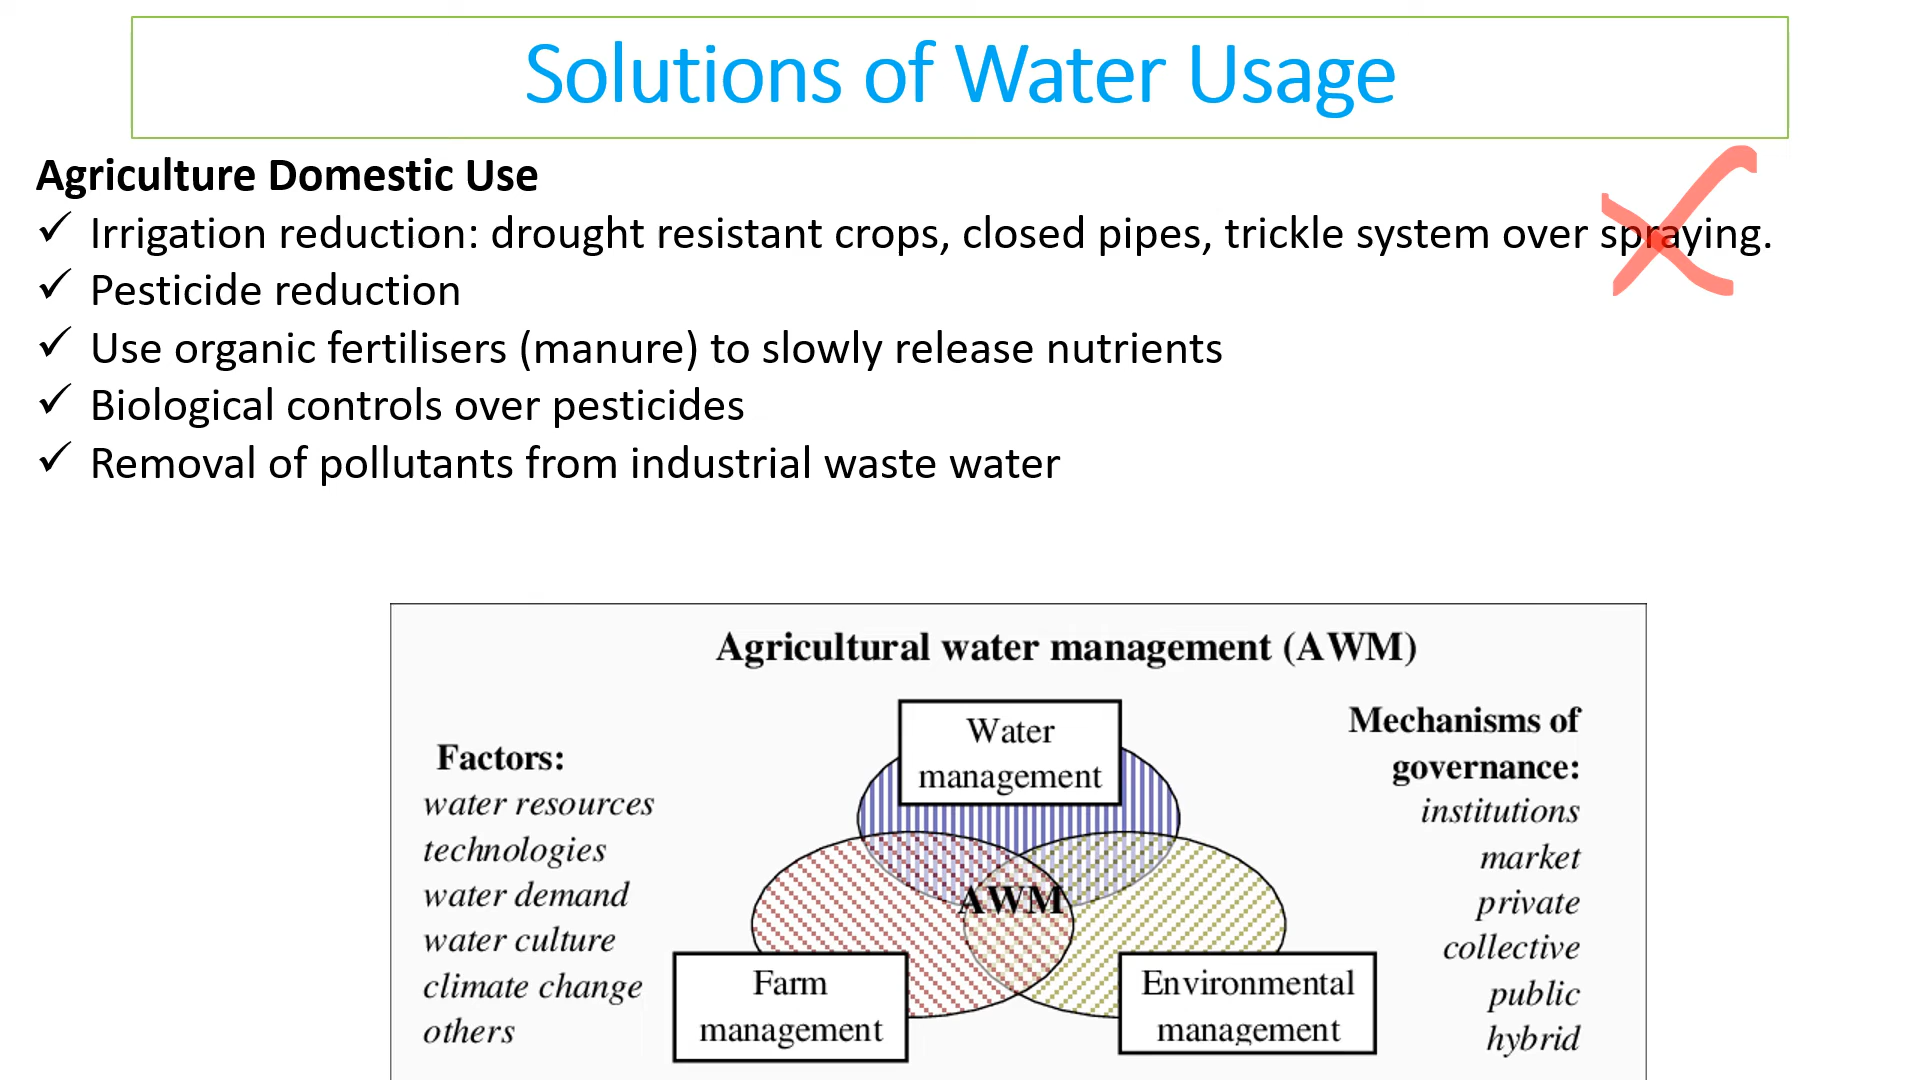 Solutions of Water Usage
Agriculture Domestic Use
✓ Irrigation reduction: drought resistant crops, closed pipes, trickle system over spraying.
✓ Pesticide reduction
✓ Use organic fertilisers (manure) to slowly release nutrients
✓ Biological controls over pesticides
✓ Removal of pollutants from industrial waste water
Agricultural water management (AWM)
Factors:
water resources
technologies
water demand
water culture
climate change
others
Water
management
AWM
Farm
management
Environmental
management
Mechanisms of
governance:
institutions
market
private
collective
public
hybrid